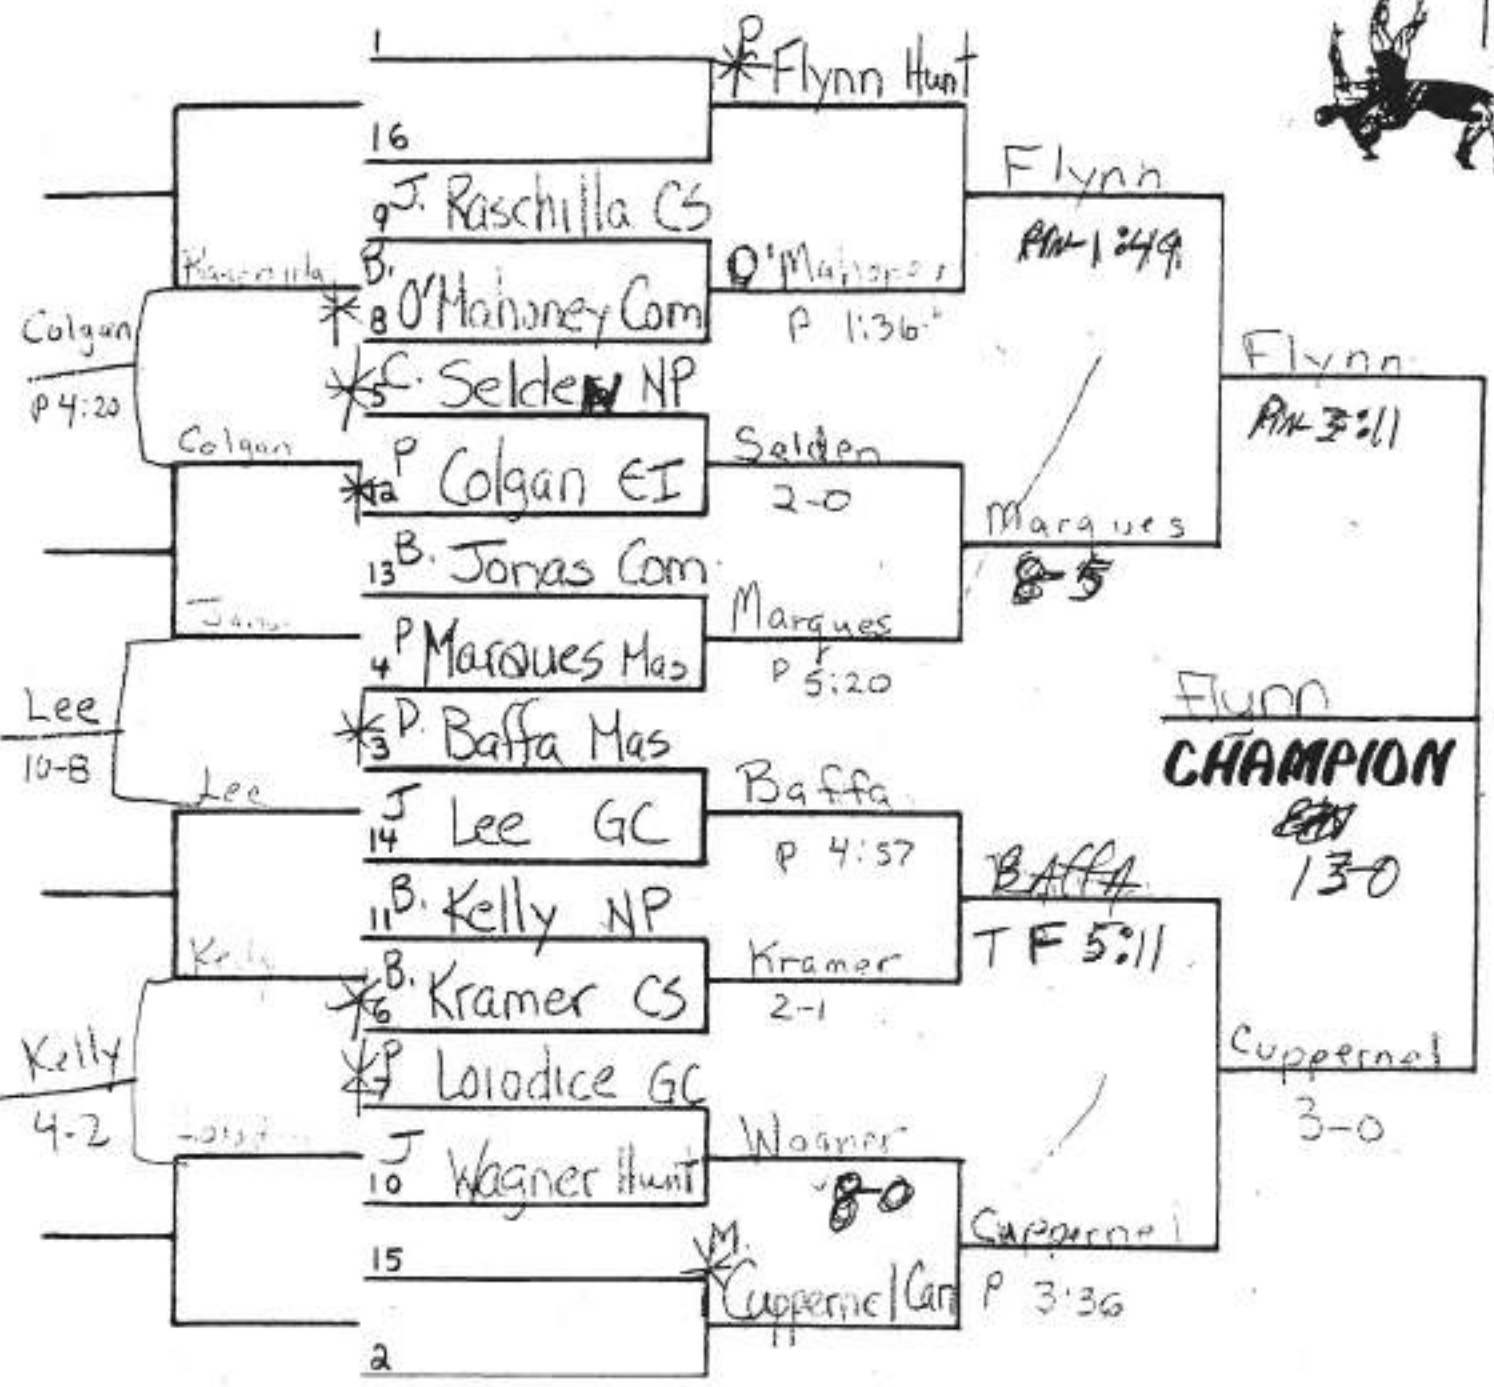 1
P. Flynn Hunt
16
Flynn
9 J. Raschilla CS
PIN 1:49
B.
8 O'Mahoney Com
P 1:36
Colgan
P 4:20
Flynn
PIN 3:11
5 C. Selden NP
Colgan
12 P Colgan EI
Selden
2-0
13 B. Jonas Com
Marques
8-5
4 P Marques Mas
Marques
P 5:20
Lee
10-8
Flynn
CHAMPION
13-0
3 D. Baffa Mas
Lee
14 J Lee GC
Baffa
P 4:57
BAffA
TF 5:11
11 B. Kelly NP
Kelly
6 B. Kramer CS
Kramer
2-1
Kelly
4-2
Cuppernel
3-0
7 P Loiodice GC
10 J Wagner Hunt
Wagner
8-0
15
M. Cuppernel Can
Cuppernel
P 3:36
2